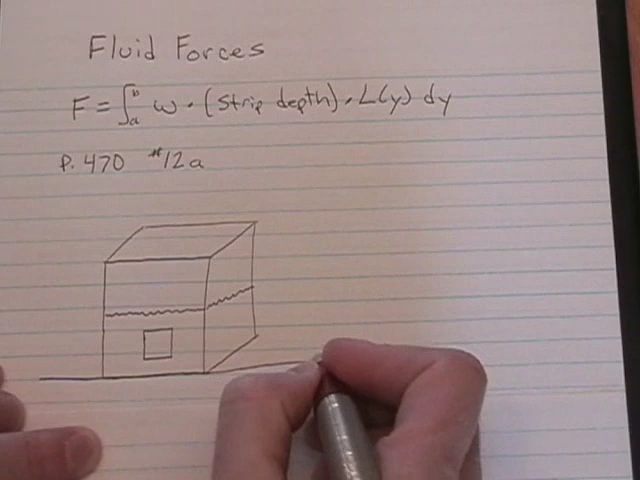 Fluid Forces
F = ∫ₐᵇ ω · (Strip depth) · L(y) dy
P. 470 #12a